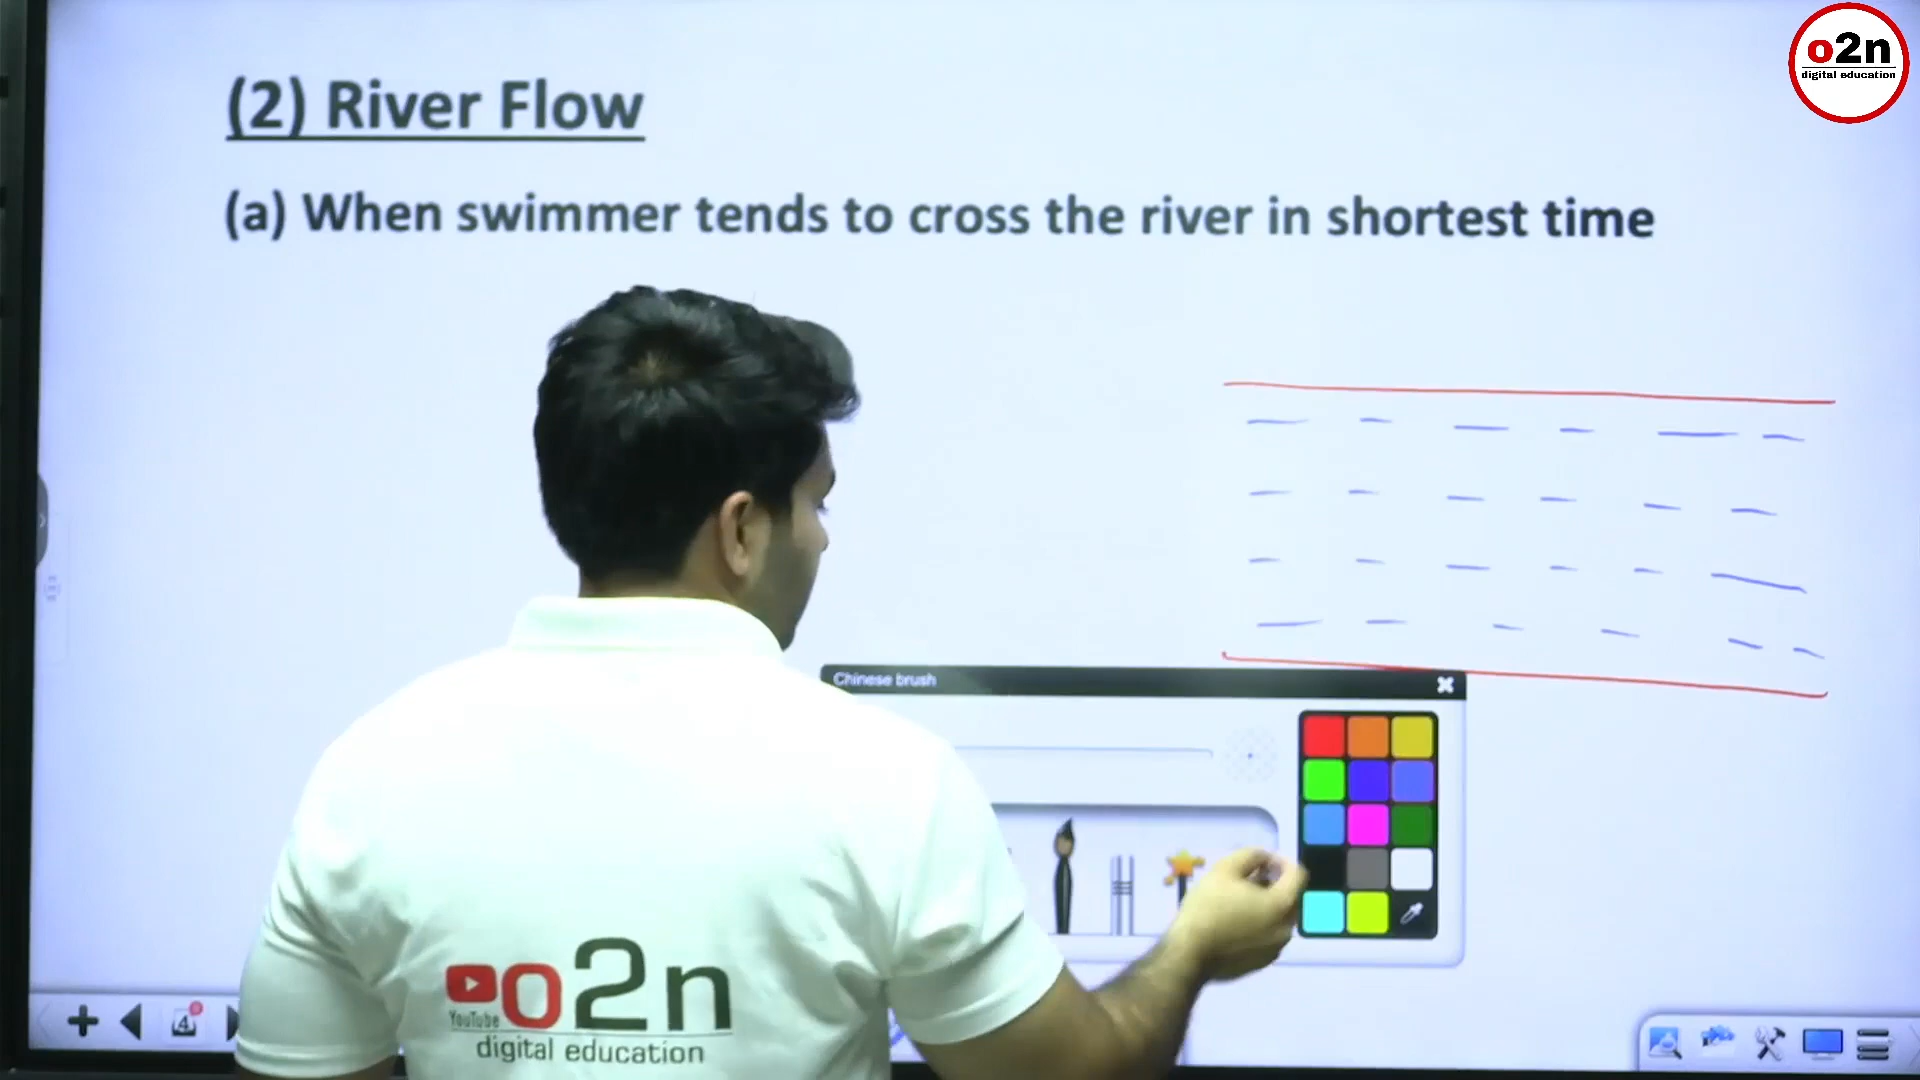 o2n
digital education
(2) River Flow
(a) When swimmer tends to cross the river in shortest time
Chinese brush
4
YouTube o2n
digital education